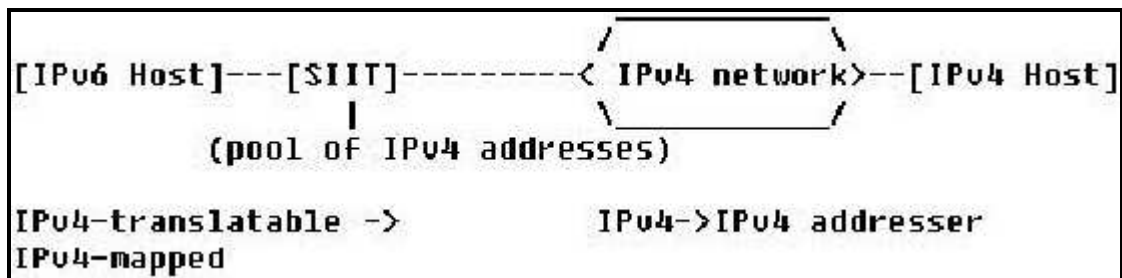 [IPv6 Host]---[SIIT]---------< IPv4 network>--[IPv4 Host]
(pool of IPv4 addresses)
IPv4-translatable -> IPv4->IPv4 addresser
IPv4-mapped